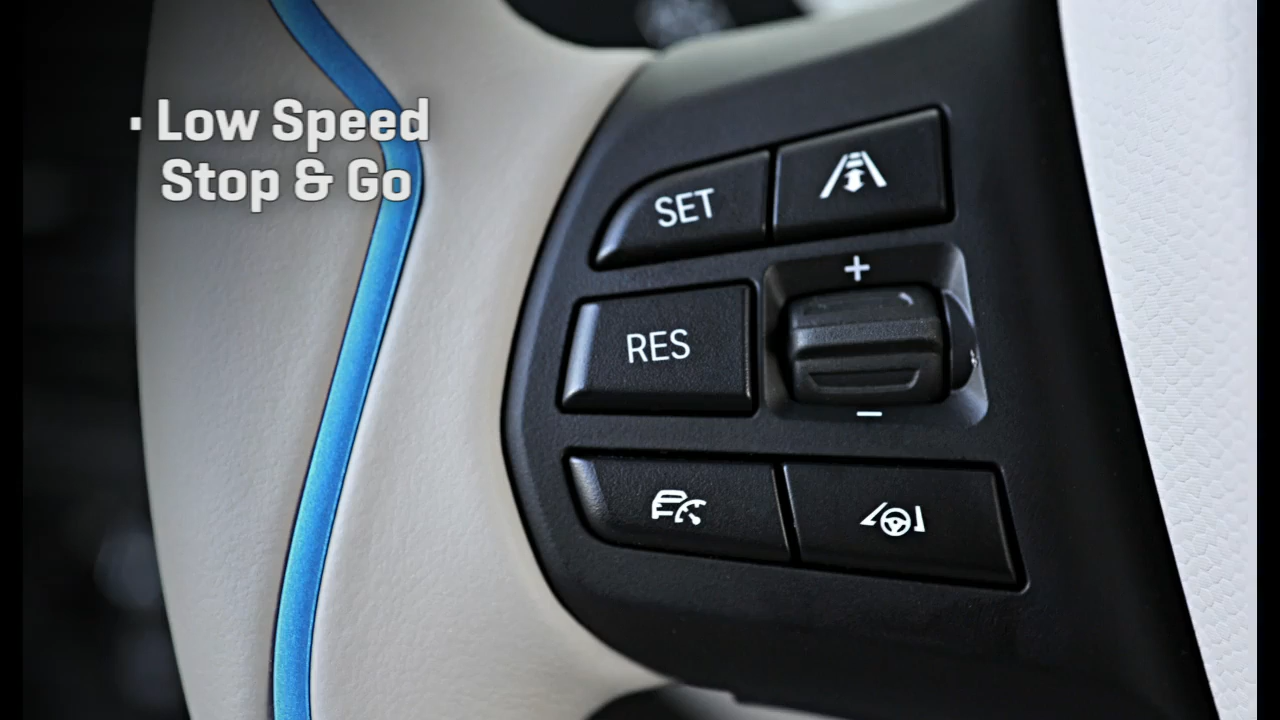 · Low Speed
Stop & Go
SET
+
RES
−